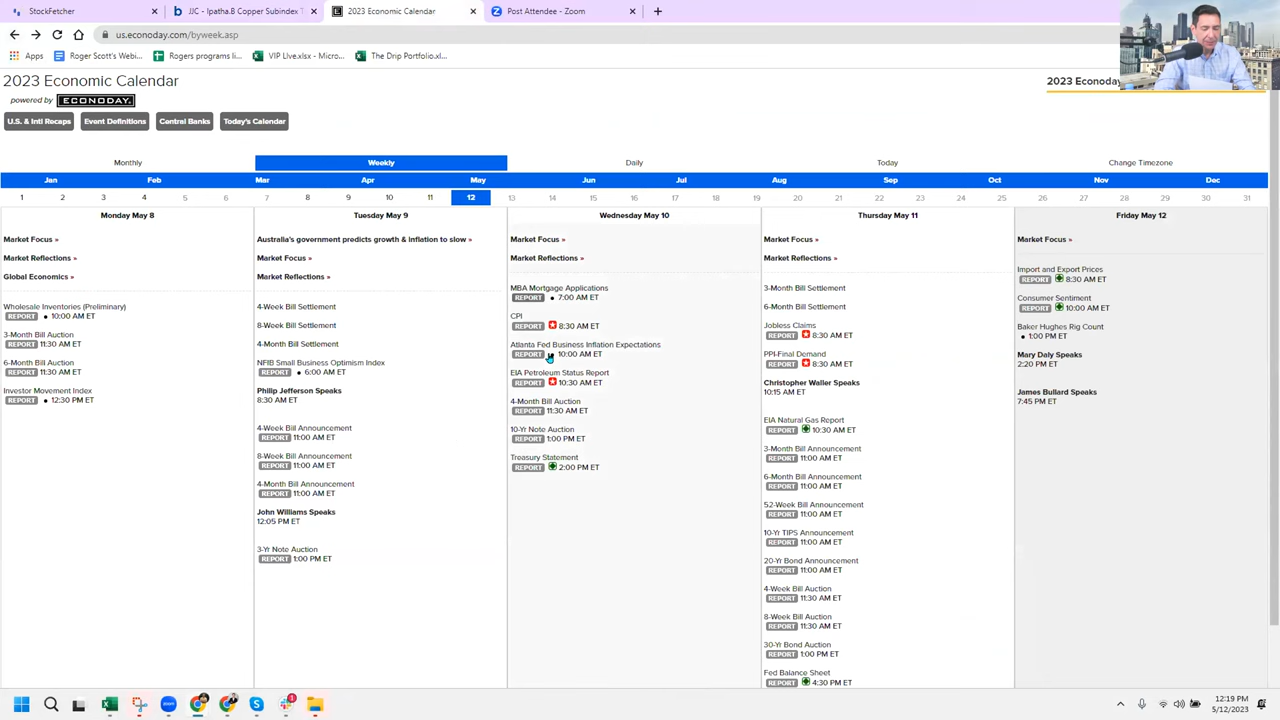 StockFetcher
JJC - Ipatha.B Copper Subindex T
2023 Economic Calendar
Post Attendee - Zoom
us.econoday.com/byweek.asp
Apps
Roger Scott's Webi...
Rogers programs li...
VIP LIve.xlsx - Micro...
The Drip Portfolio.xl...
2023 Economic Calendar
2023 Econoday
powered by ECONODAY.
U.S. & Intl Recaps
Event Definitions
Central Banks
Today's Calendar
Monthly
Weekly
Daily
Today
Change Timezone
Jan Feb Mar Apr May Jun Jul Aug Sep Oct Nov Dec
1 2 3 4 5 6 7 8 9 10 11 12 13 14 15 16 17 18 19 20 21 22 23 24 25 26 27 28 29 30 31
Monday May 8
Market Focus »
Market Reflections »
Global Economics »
Wholesale Inventories (Preliminary)
REPORT 10:00 AM ET
3-Month Bill Auction
REPORT 11:30 AM ET
6-Month Bill Auction
REPORT 11:30 AM ET
Investor Movement Index
REPORT 12:30 PM ET
Tuesday May 9
Australia's government predicts growth & inflation to slow »
Market Focus »
Market Reflections »
4-Week Bill Settlement
8-Week Bill Settlement
4-Month Bill Settlement
NFIB Small Business Optimism Index
REPORT 6:00 AM ET
Philip Jefferson Speaks
8:30 AM ET
4-Week Bill Announcement
REPORT 11:00 AM ET
8-Week Bill Announcement
REPORT 11:00 AM ET
4-Month Bill Announcement
REPORT 11:00 AM ET
John Williams Speaks
12:05 PM ET
3-Yr Note Auction
REPORT 1:00 PM ET
Wednesday May 10
Market Focus »
Market Reflections »
MBA Mortgage Applications
REPORT 7:00 AM ET
CPI
REPORT 8:30 AM ET
Atlanta Fed Business Inflation Expectations
REPORT 10:00 AM ET
EIA Petroleum Status Report
REPORT 10:30 AM ET
4-Month Bill Auction
REPORT 11:30 AM ET
10-Yr Note Auction
REPORT 1:00 PM ET
Treasury Statement
REPORT 2:00 PM ET
Thursday May 11
Market Focus »
Market Reflections »
3-Month Bill Settlement
6-Month Bill Settlement
Jobless Claims
REPORT 8:30 AM ET
PPI-Final Demand
REPORT 8:30 AM ET
Christopher Waller Speaks
10:15 AM ET
EIA Natural Gas Report
REPORT 10:30 AM ET
3-Month Bill Announcement
REPORT 11:00 AM ET
6-Month Bill Announcement
REPORT 11:00 AM ET
52-Week Bill Announcement
REPORT 11:00 AM ET
10-Yr TIPS Announcement
REPORT 11:00 AM ET
20-Yr Bond Announcement
REPORT 11:00 AM ET
4-Week Bill Auction
REPORT 11:30 AM ET
8-Week Bill Auction
REPORT 11:30 AM ET
30-Yr Bond Auction
REPORT 1:00 PM ET
Fed Balance Sheet
REPORT 4:30 PM ET
Friday May 12
Market Focus »
Import and Export Prices
REPORT 8:30 AM ET
Consumer Sentiment
REPORT 10:00 AM ET
Baker Hughes Rig Count
1:00 PM ET
Mary Daly Speaks
2:20 PM ET
James Bullard Speaks
7:45 PM ET
12:19 PM
5/12/2023